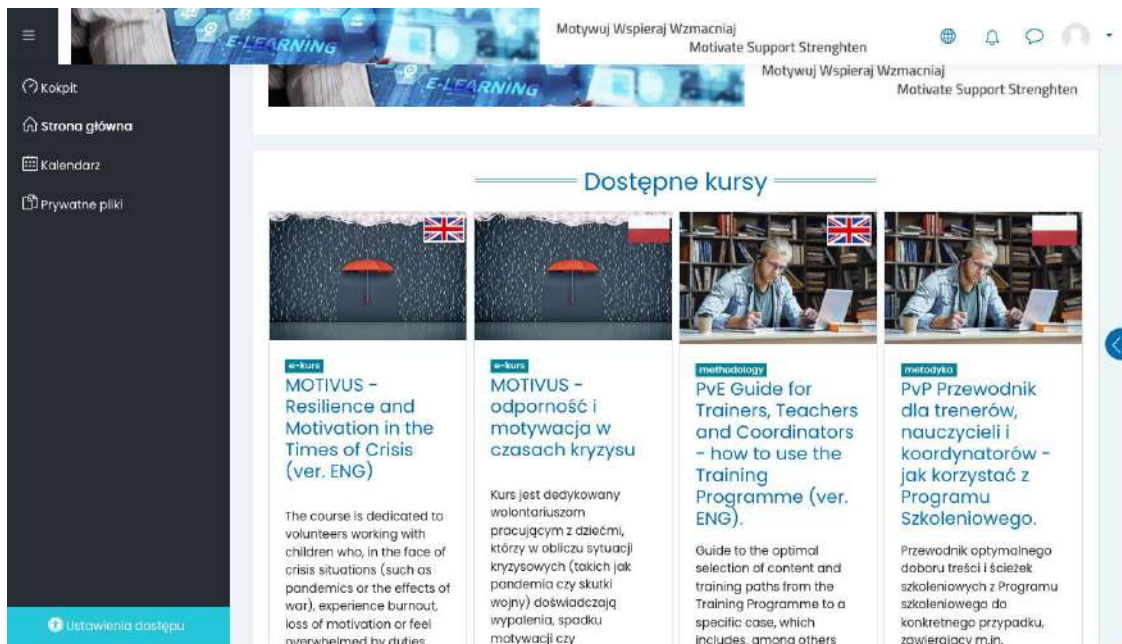 E-LEARNING
Motywuj Wspieraj Wzmacniaj
Motivate Support Strenghten
E-LEARNING
Motywuj Wspieraj Wzmacniaj
Motivate Support Strenghten
Kokpit
Strona główna
Kalendarz
Prywatne pliki
Ustawienia dostępu
Dostępne kursy
e-kurs
MOTIVUS -
Resilience and
Motivation in the
Times of Crisis
(ver. ENG)
The course is dedicated to
volunteers working with
children who, in the face of
crisis situations (such as
pandemics or the effects of
war), experience burnout,
loss of motivation or feel
overwhelmed by duties
e-kurs
MOTIVUS -
odporność i
motywacja w
czasach kryzysu
Kurs jest dedykowany
wolontariuszom
pracującym z dziećmi,
którzy w obliczu sytuacji
kryzysowych (takich jak
pandemia czy skutki
wojny) doświadczają
wypalenia, spadku
motywacji czy
methodology
PvE Guide for
Trainers, Teachers
and Coordinators
- how to use the
Training
Programme (ver.
ENG).
Guide to the optimal
selection of content and
training paths from the
Training Programme to a
specific case, which
includes, among others
metodyka
PvP Przewodnik
dla trenerów,
nauczycieli i
koordynatorów -
jak korzystać z
Programu
Szkoleniowego.
Przewodnik optymalnego
doboru treści i ścieżek
szkoleniowych z Programu
szkoleniowego do
konkretnego przypadku,
zawierający m.in.